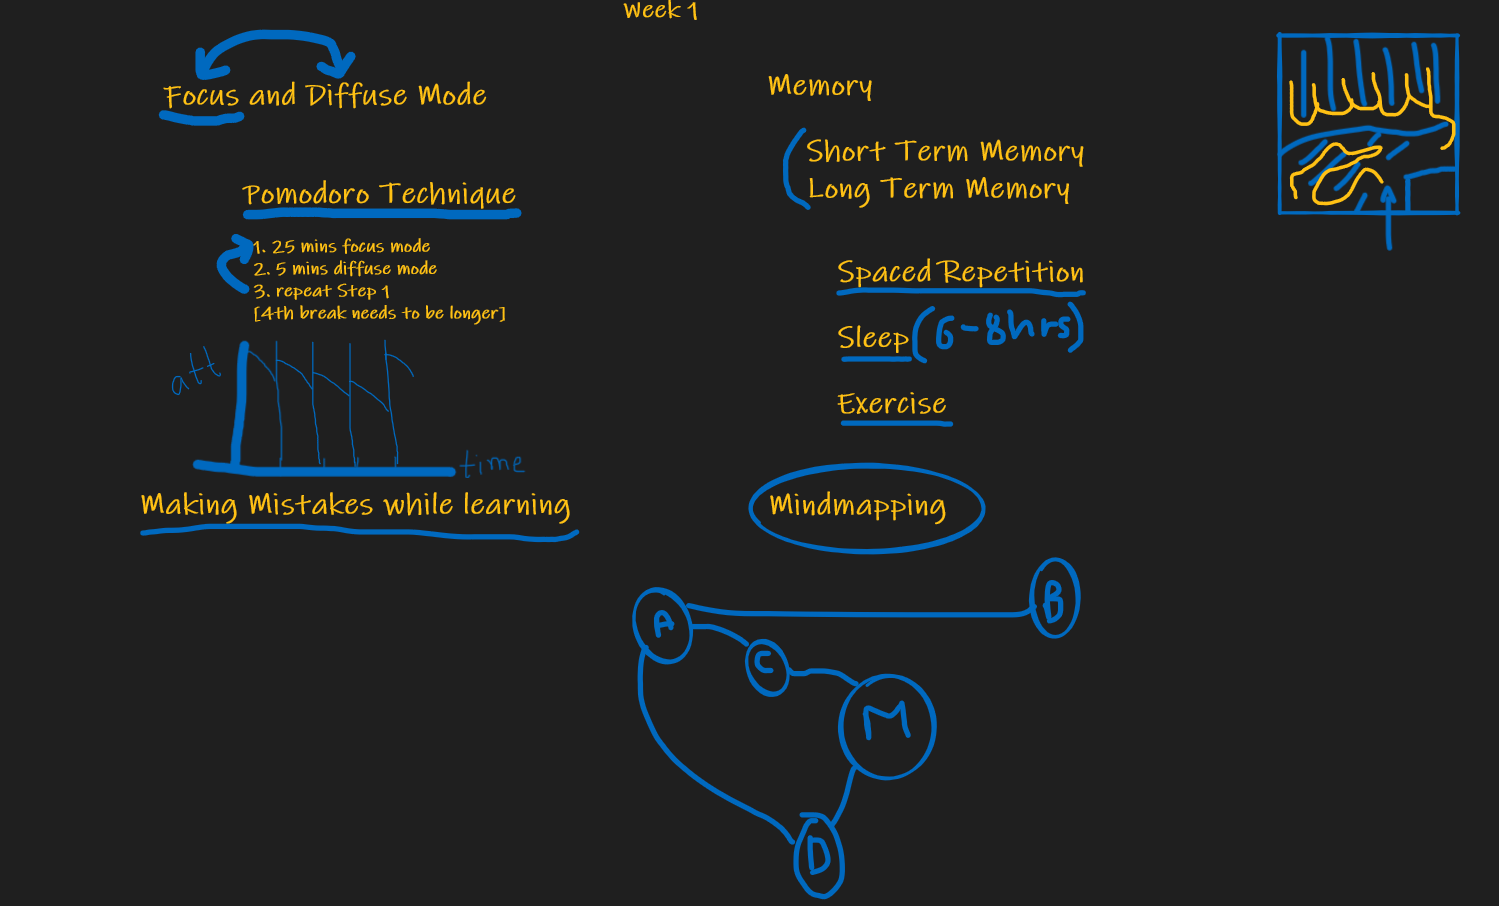 Week 1
Focus and Diffuse Mode
Pomodoro Technique
1. 25 mins focus mode
2. 5 mins diffuse mode
3. repeat Step 1
[4th break needs to be longer]
att
time
Making Mistakes while learning
Memory
Short Term Memory
Long Term Memory
Spaced Repetition
Sleep (6-8hrs)
Exercise
Mindmapping
A
B
C
M
D